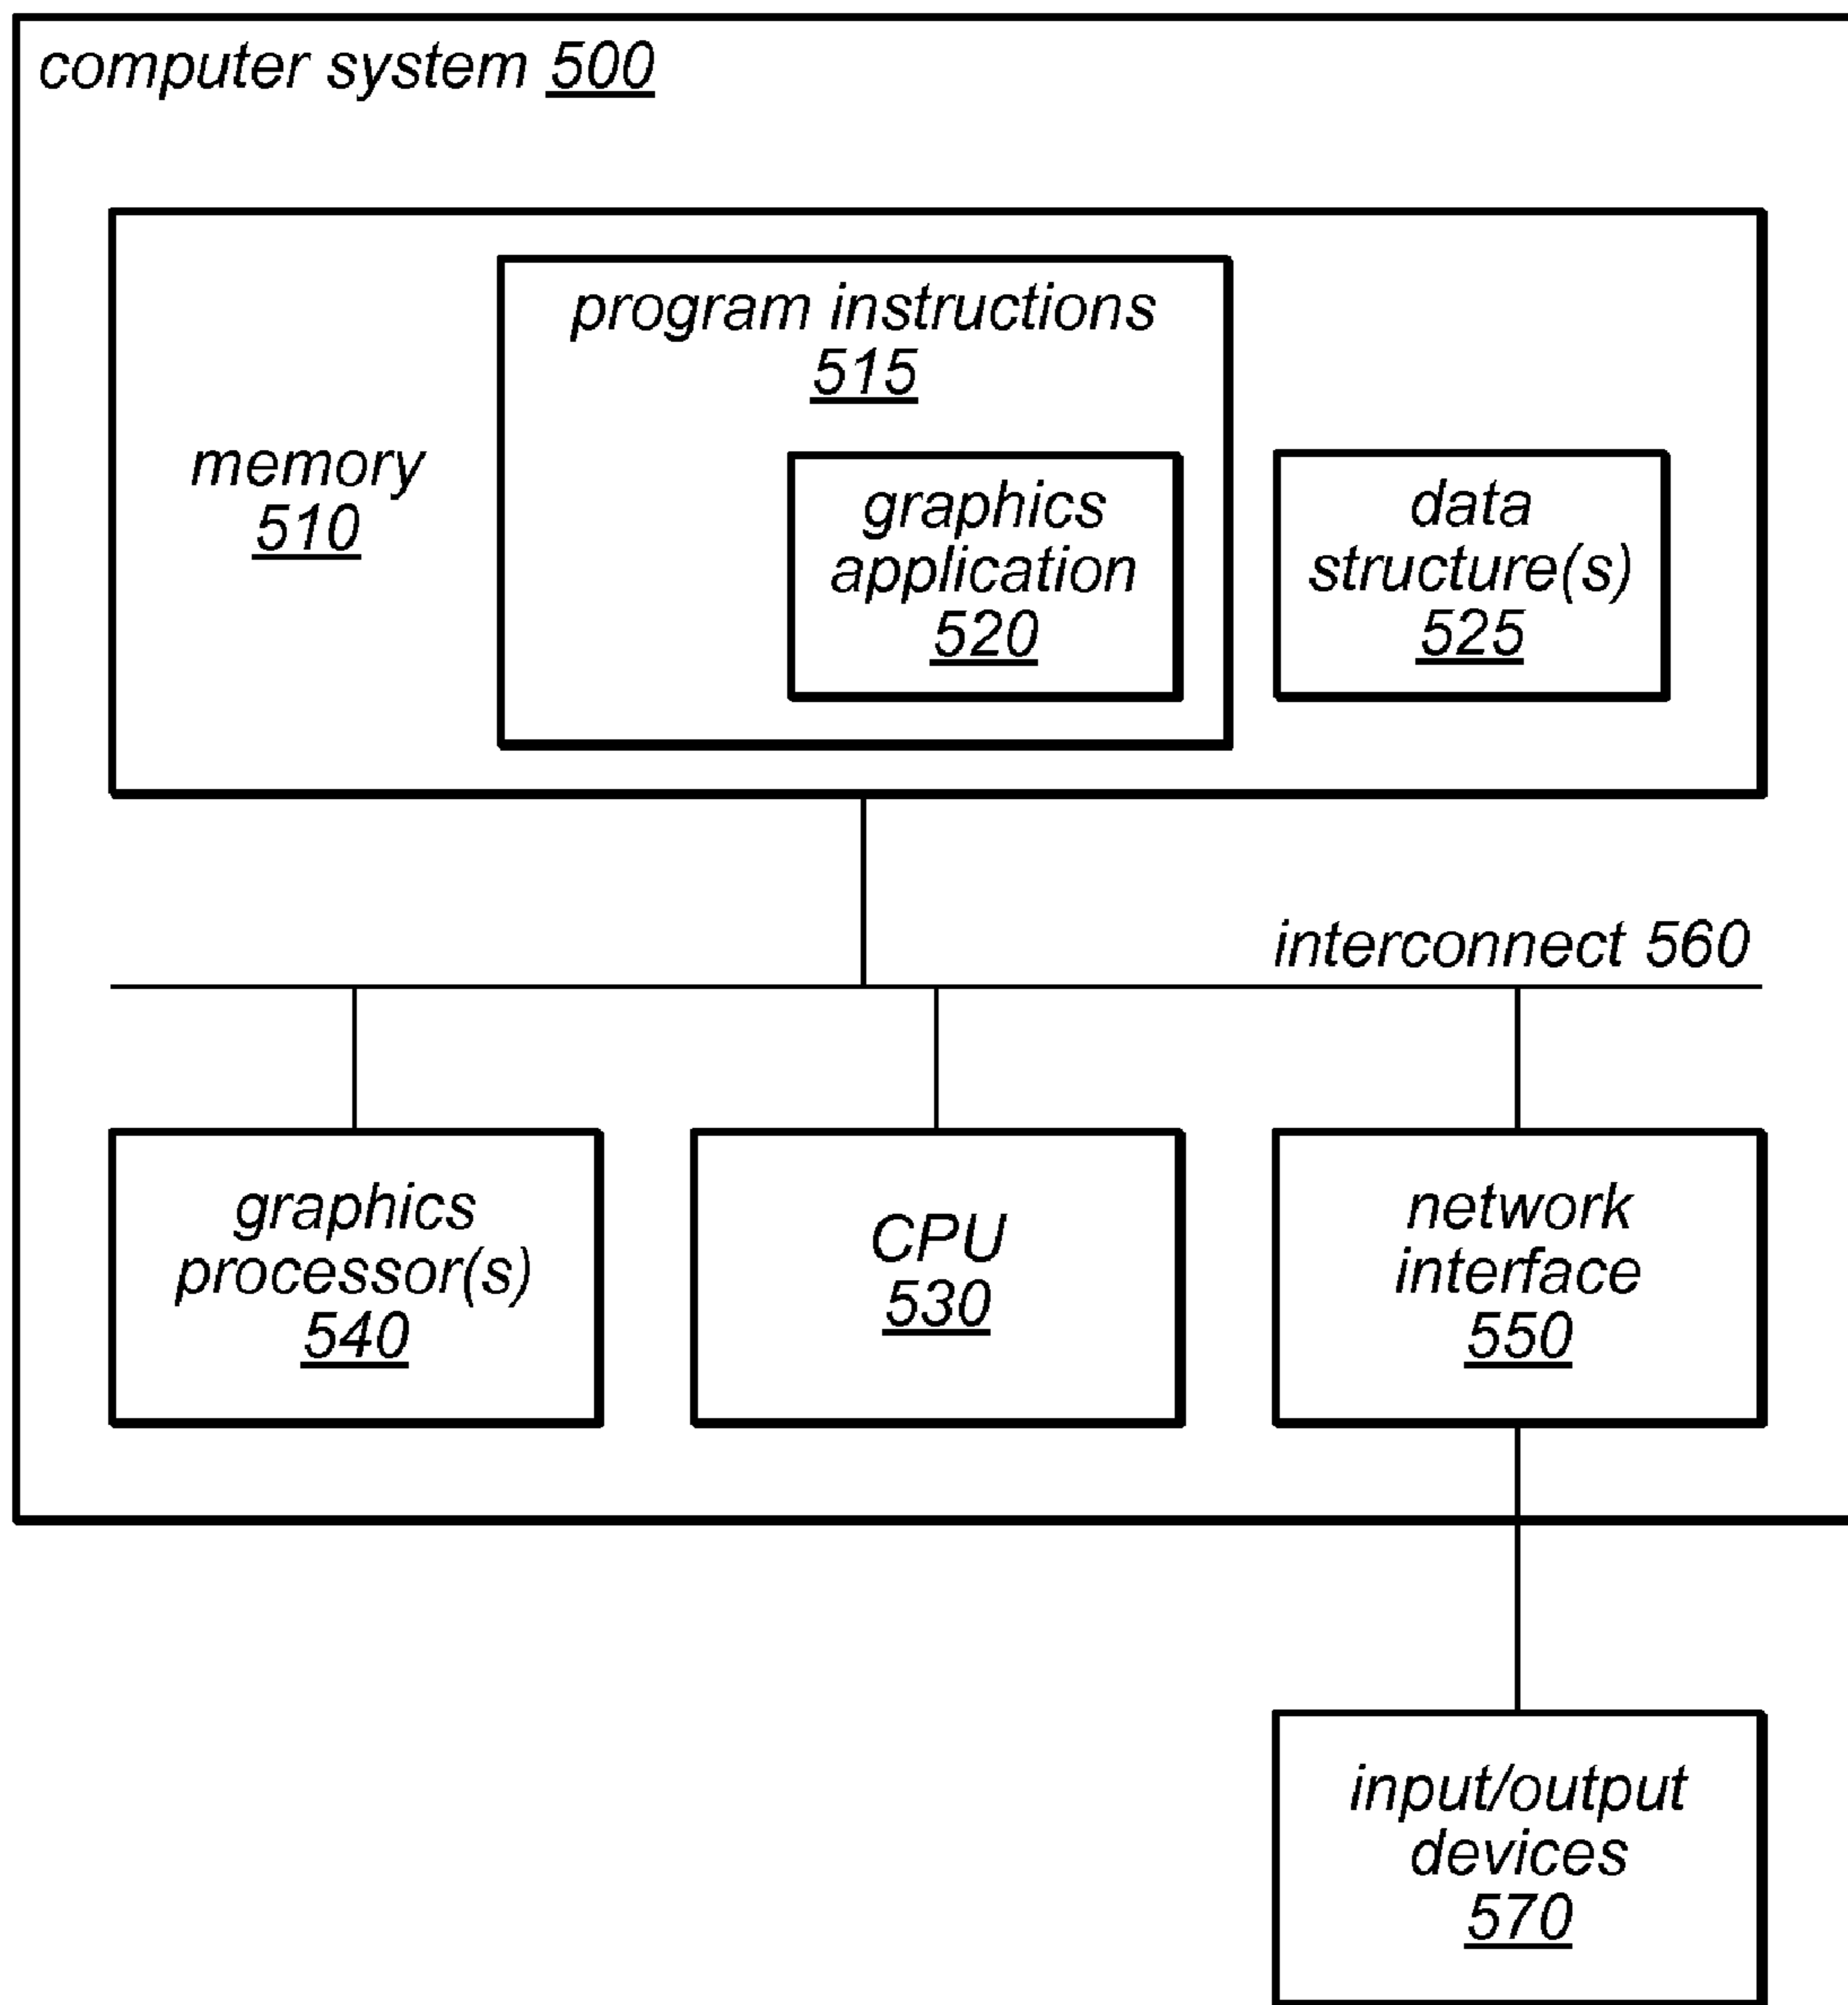 computer system 500
program instructions
515
memory
510
graphics
application
520
data
structure(s)
525
interconnect 560
graphics
processor(s)
540
CPU
530
network
interface
550
input/output
devices
570